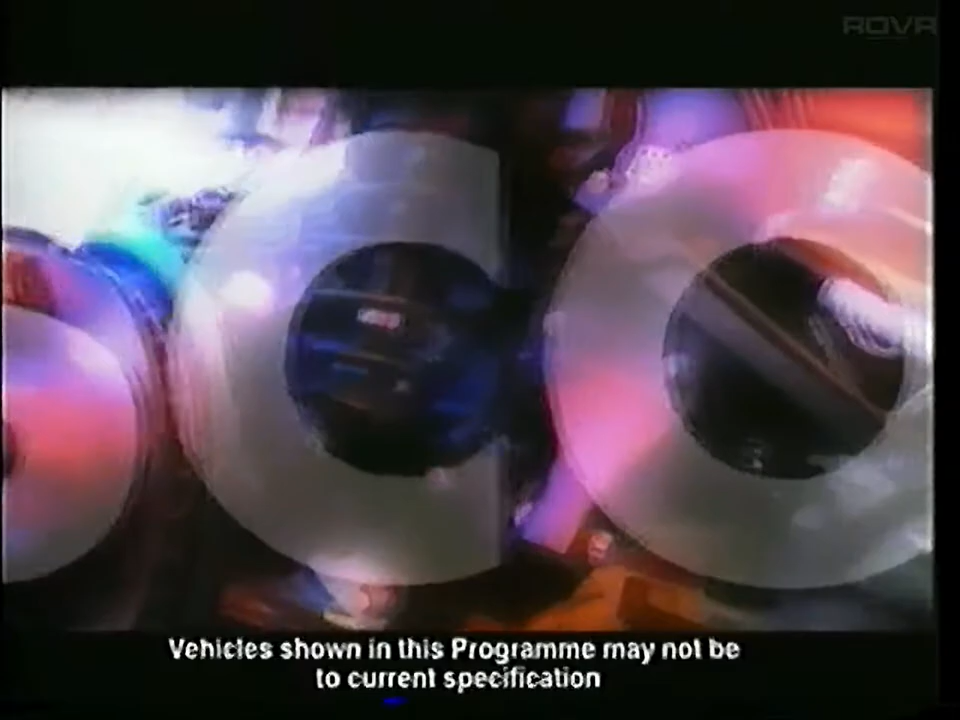 ROVR
Vehicles shown in this Programme may not be
to current specification